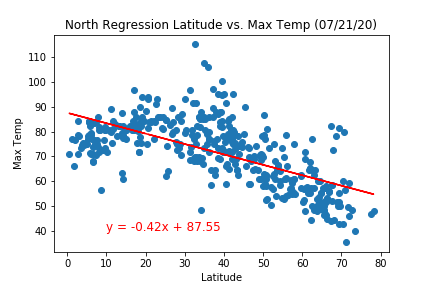 North Regression Latitude vs. Max Temp (07/21/20)
110
100
90
80
70
60
50
40
Max Temp
y = -0.42x + 87.55
0 10 20 30 40 50 60 70 80
Latitude